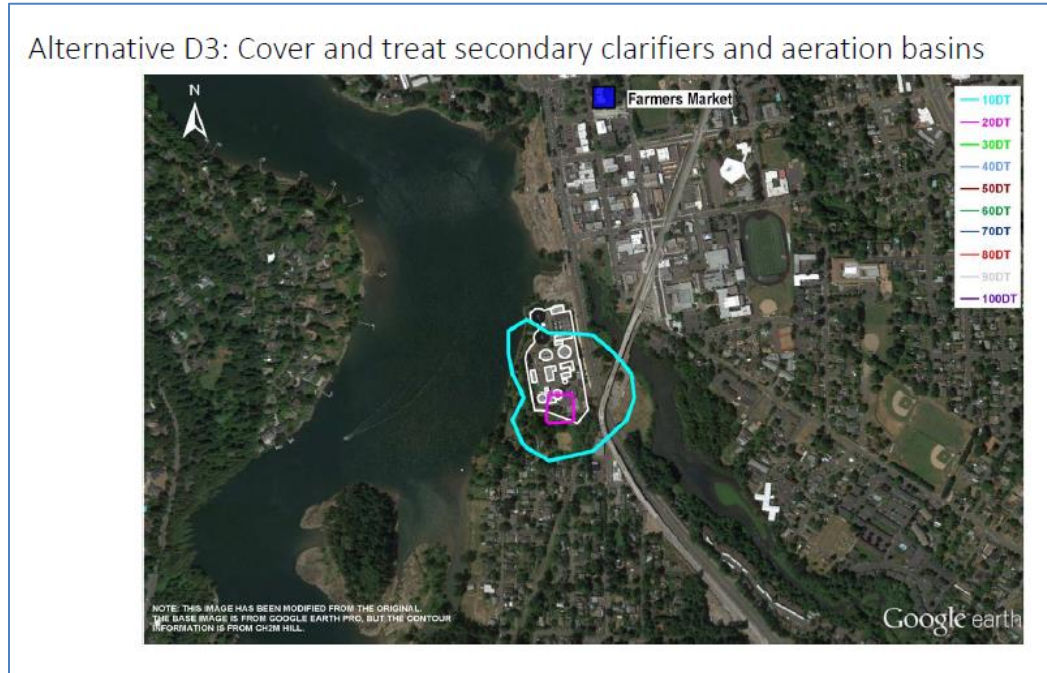 Alternative D3: Cover and treat secondary clarifiers and aeration basins
N
Farmers Market
10DT
20DT
30DT
40DT
50DT
60DT
70DT
80DT
90DT
100DT
NOTE: THIS IMAGE HAS BEEN MODIFIED FROM THE ORIGINAL.
THE BASE IMAGE IS FROM GOOGLE EARTH PRO, BUT THE CONTOUR
INFORMATION IS FROM CH2M HILL.
Google earth